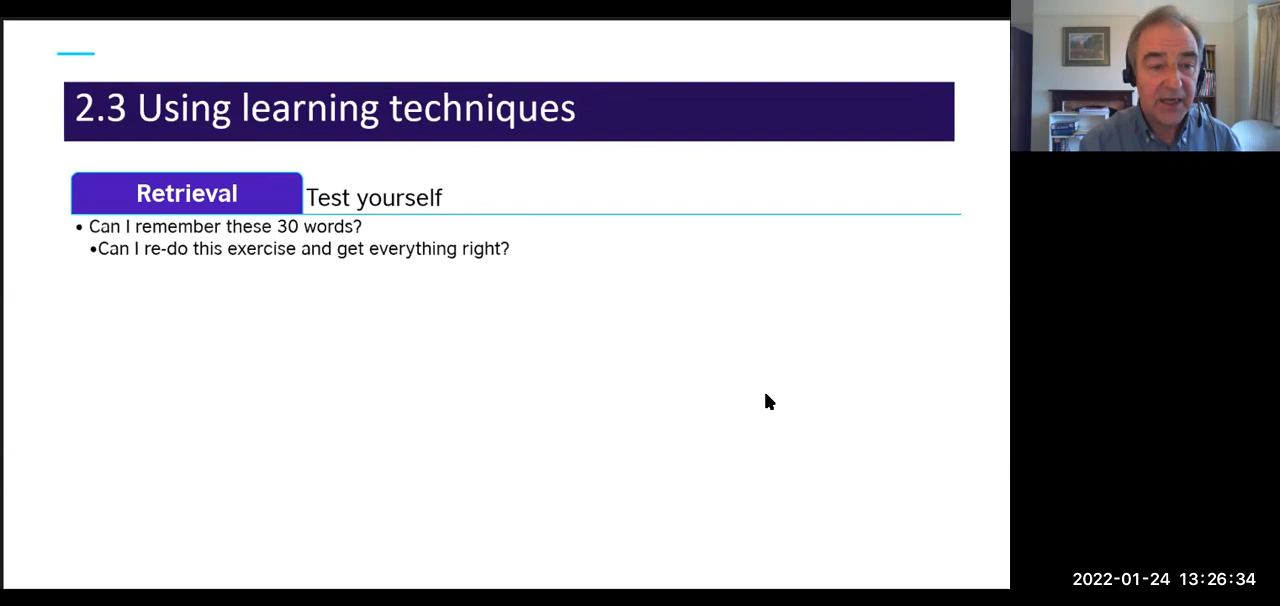 2.3 Using learning techniques
Retrieval Test yourself
• Can I remember these 30 words?
•Can I re-do this exercise and get everything right?
2022-01-24 13:26:34